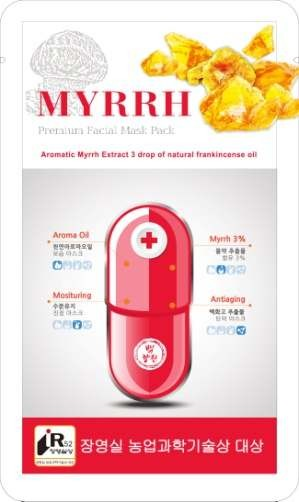 MYRRH
Premium Facial Mask Pack
Aromatic Myrrh Extract 3 drop of natural frankincense oil
Aroma Oil
천연아로마오일
보습 마스크
Myrrh 3%
몰약 추출물
함유 3%
Mosituring
수분유지
진정 마스크
Antiaging
백화고 추출물
탄력 마스크
IR52
장영실상
장영실 농업과학기술상 대상